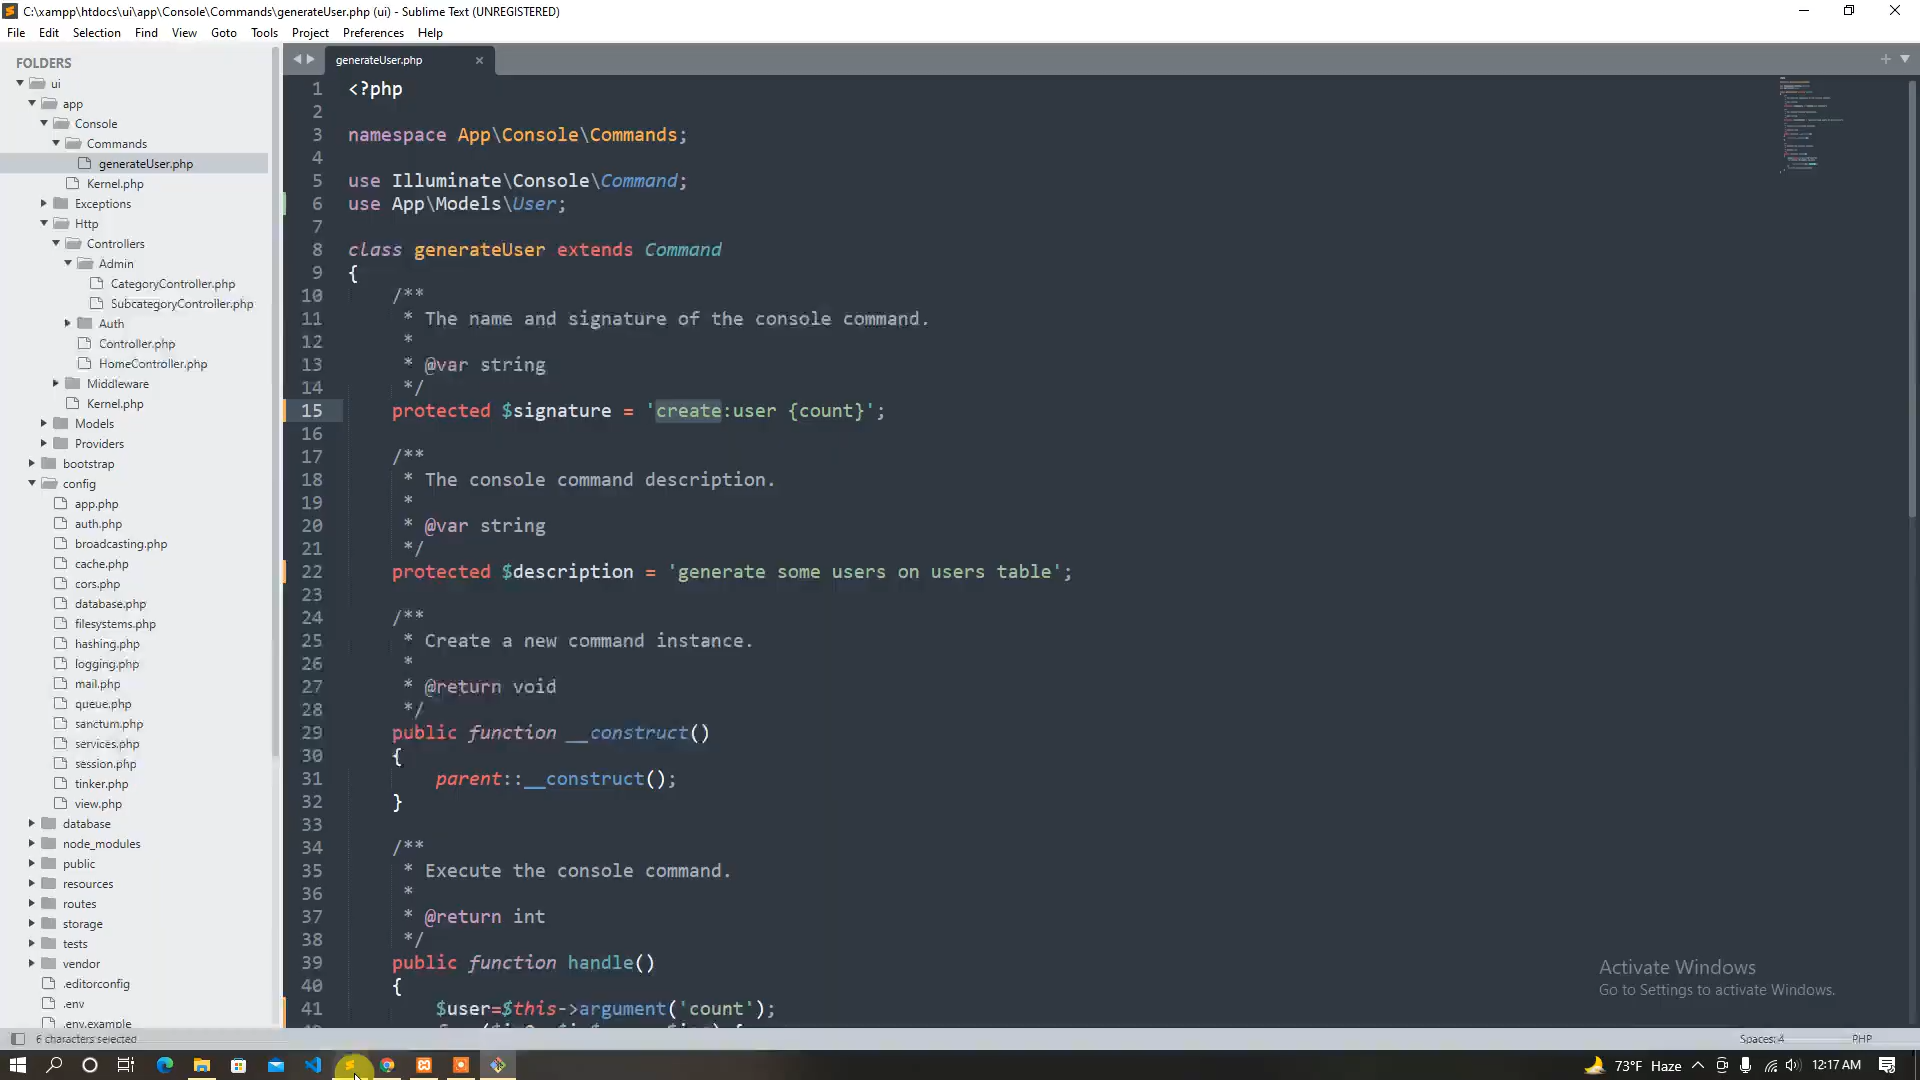 C:\xampp\htdocs\ui\app\Console\Commands\generateUser.php (ui) - Sublime Text (UNREGISTERED)
File Edit Selection Find View Goto Tools Project Preferences Help
FOLDERS
ui
app
Console
Commands
generateUser.php
Kernel.php
Exceptions
Http
Controllers
Admin
CategoryController.php
SubcategoryController.php
Auth
Controller.php
HomeController.php
Middleware
Kernel.php
Models
Providers
bootstrap
config
app.php
auth.php
broadcasting.php
cache.php
cors.php
database.php
filesystems.php
hashing.php
logging.php
mail.php
queue.php
sanctum.php
services.php
session.php
tinker.php
view.php
database
node_modules
public
resources
routes
storage
tests
vendor
.editorconfig
.env
.env.example
generateUser.php
1 <?php
2
3 namespace App\Console\Commands;
4
5 use Illuminate\Console\Command;
6 use App\Models\User;
7
8 class generateUser extends Command
9 {
10 /**
11 * The name and signature of the console command.
12 *
13 * @var string
14 */
15 protected $signature = 'create:user {count}';
16
17 /**
18 * The console command description.
19 *
20 * @var string
21 */
22 protected $description = 'generate some users on users table';
23
24 /**
25 * Create a new command instance.
26 *
27 * @return void
28 */
29 public function __construct()
30 {
31 parent::__construct();
32 }
33
34 /**
35 * Execute the console command.
36 *
37 * @return int
38 */
39 public function handle()
40 {
41 $user=$this->argument('count');
Activate Windows
Go to Settings to activate Windows.
6 characters selected
Spaces: 4 PHP
73°F Haze 12:17 AM